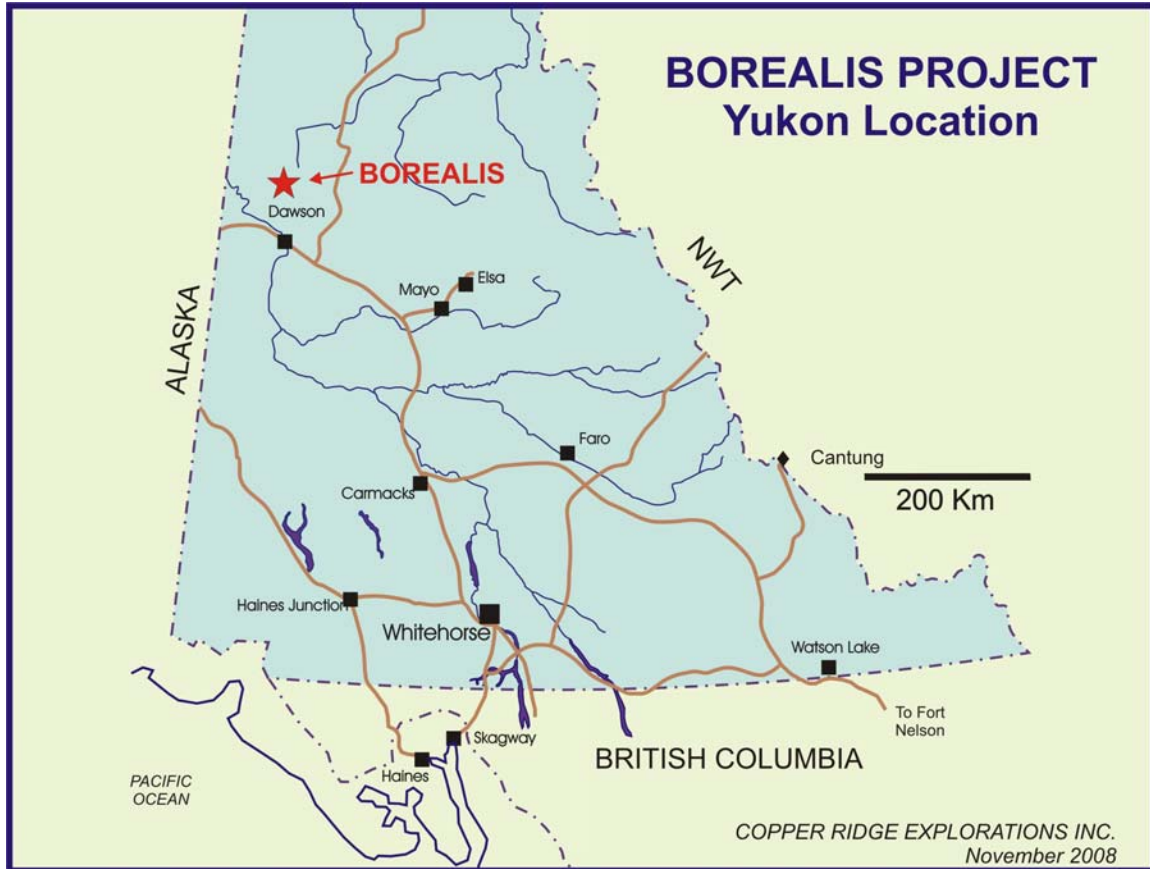 BOREALIS PROJECT
Yukon Location
BOREALIS
Dawson
Elsa
Mayo
NWT
ALASKA
Faro
Cantung
200 Km
Carmacks
Haines Junction
Whitehorse
Watson Lake
To Fort
Nelson
Skagway
BRITISH COLUMBIA
Haines
PACIFIC
OCEAN
COPPER RIDGE EXPLORATIONS INC.
November 2008